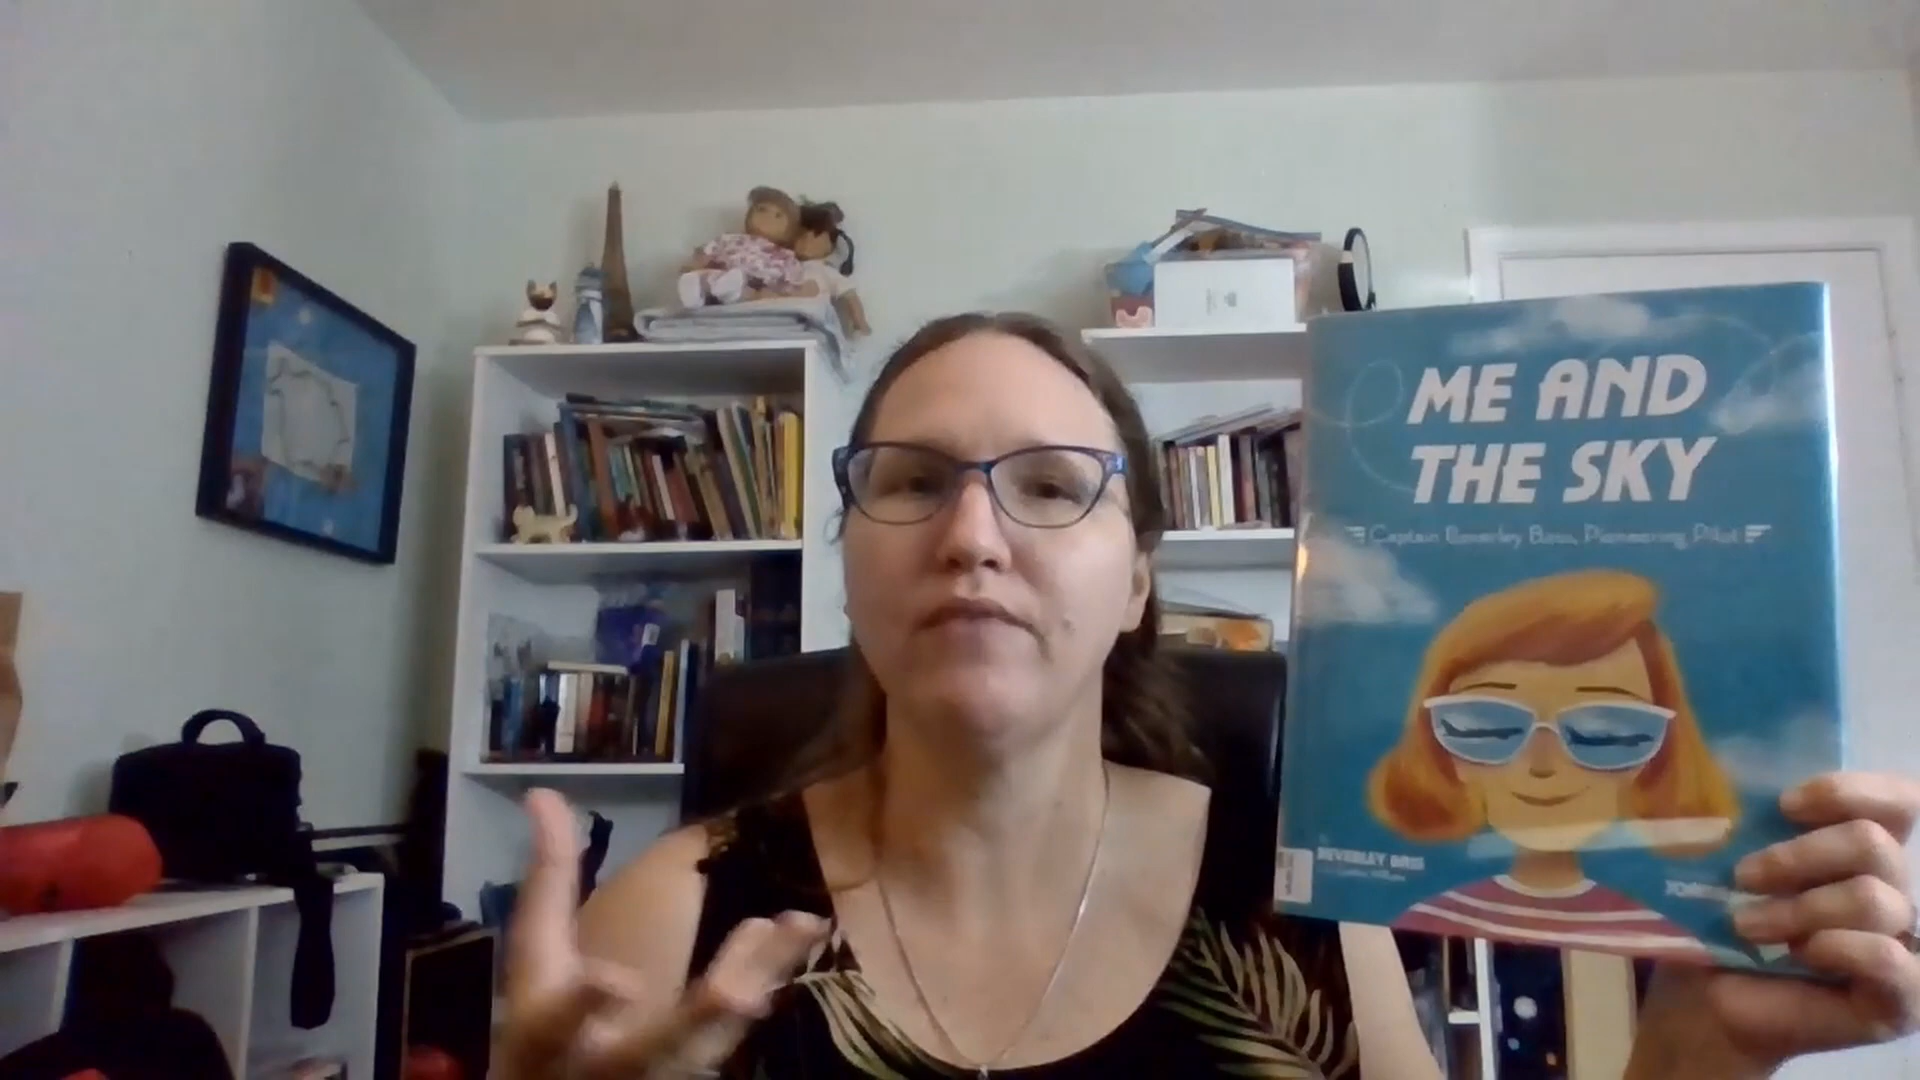 ME AND
THE SKY
Captain Beverley Bass, Pioneering Pilot
BEVERLEY BASS